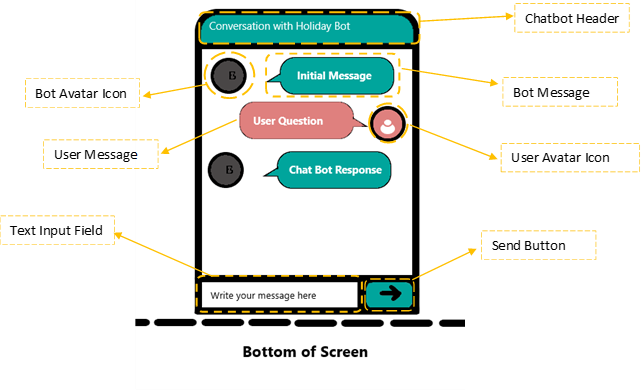 Conversation with Holiday Bot
Chatbot Header
B
Initial Message
Bot Avatar Icon
Bot Message
User Question
User Message
User Avatar Icon
B
Chat Bot Response
Text Input Field
Send Button
Write your message here
Bottom of Screen